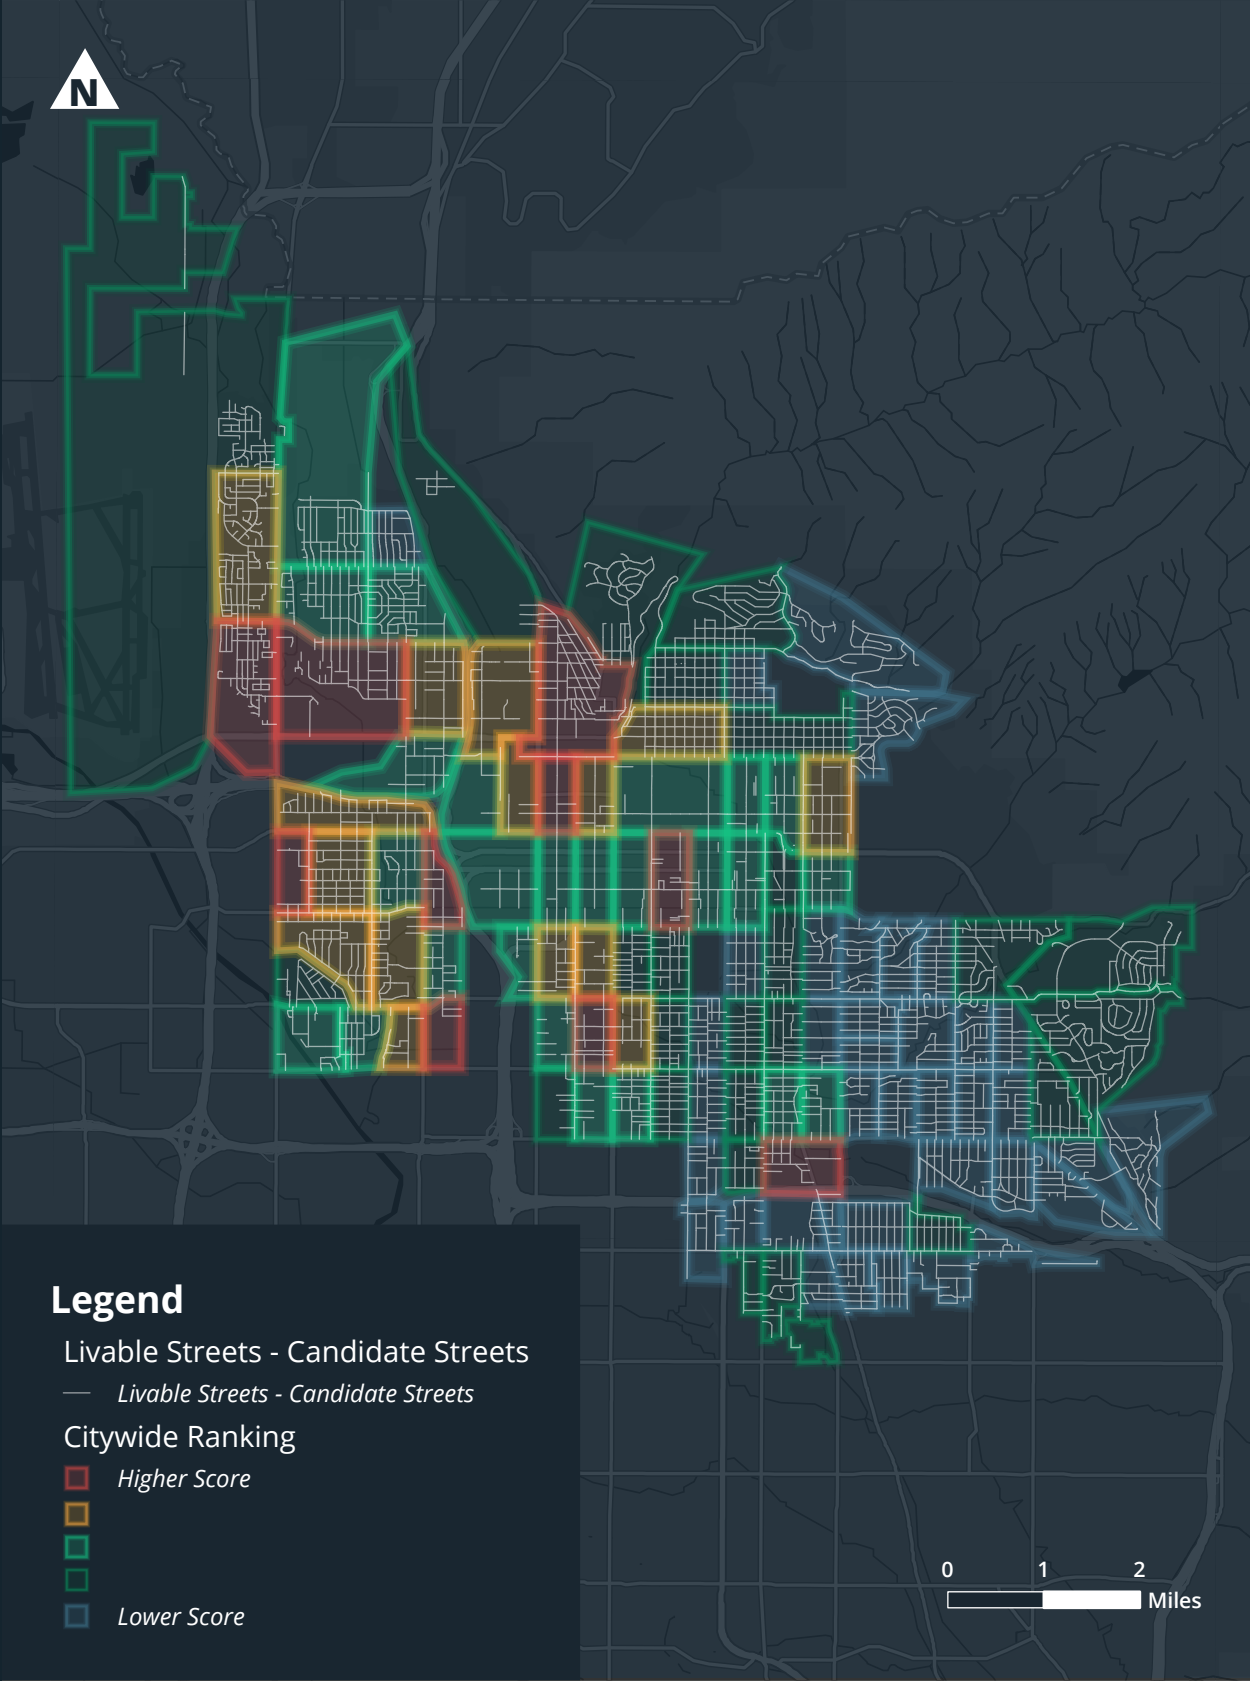 N
Legend
Livable Streets - Candidate Streets
Livable Streets - Candidate Streets
Citywide Ranking
Higher Score
Lower Score
0 1 2
Miles